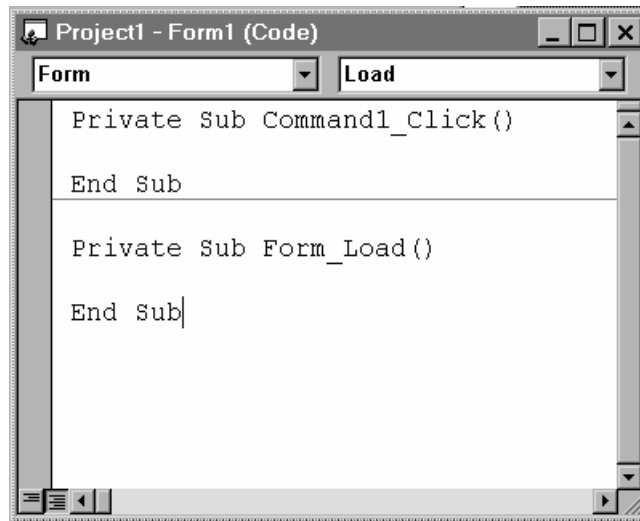 Project1 - Form1 (Code)
Form Load
Private Sub Command1_Click()
End Sub
Private Sub Form_Load()
End Sub